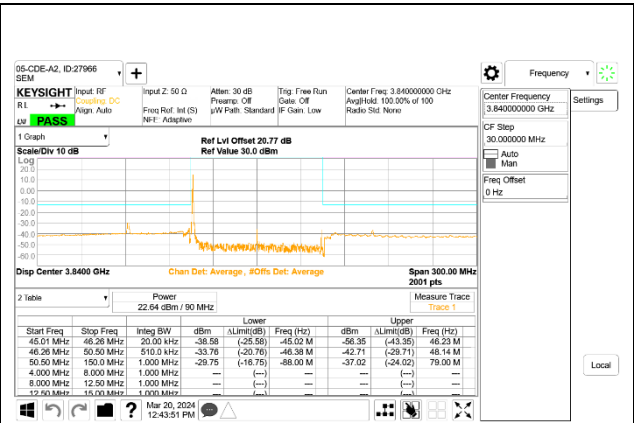 05-CDE-A2, ID:27966
SEM
Frequency
KEYSIGHT
RL
PASS
Input: RF
Coupling: DC
Align: Auto
Input Z: 50 Ω
Freq Ref: Int (S)
NFE: Adaptive
Atten: 30 dB
Preamp: Off
µW Path: Standard
Trig: Free Run
Gate: Off
IF Gain: Low
Center Freq: 3.840000000 GHz
Avg|Hold: 100.00% of 100
Radio Std: None
Center Frequency
3.840000000 GHz
Settings
CF Step
30.000000 MHz
Auto
Man
Freq Offset
0 Hz
Local
1 Graph
Scale/Div 10 dB
Ref Lvl Offset 20.77 dB
Ref Value 30.0 dBm
Log
20.0
10.0
0.00
-10.0
-20.0
-30.0
-40.0
-50.0
-60.0
Disp Center 3.8400 GHz
Chan Det: Average, #Offs Det: Average
Span 300.00 MHz
2001 pts
2 Table
Power
22.64 dBm / 90 MHz
Measure Trace
Trace 1
Lower Upper
Start Freq Stop Freq Integ BW dBm ΔLimit(dB) Freq (Hz) dBm ΔLimit(dB) Freq (Hz)
45.01 MHz 46.26 MHz 20.00 kHz -38.58 (-25.58) -45.02 M -56.35 (-43.35) 46.23 M
46.26 MHz 50.50 MHz 510.0 kHz -33.76 (-20.76) -46.38 M -42.71 (-29.71) 48.14 M
50.50 MHz 150.0 MHz 1.000 MHz -29.75 (-16.75) -88.00 M -37.02 (-24.02) 79.00 M
4.000 MHz 8.000 MHz 1.000 MHz --- (---) --- --- (---) ---
8.000 MHz 12.50 MHz 1.000 MHz --- (---) --- --- (---) ---
12.50 MHz 15.00 MHz 1.000 MHz --- (---) --- --- (---) ---
?
Mar 20, 2024
12:43:51 PM